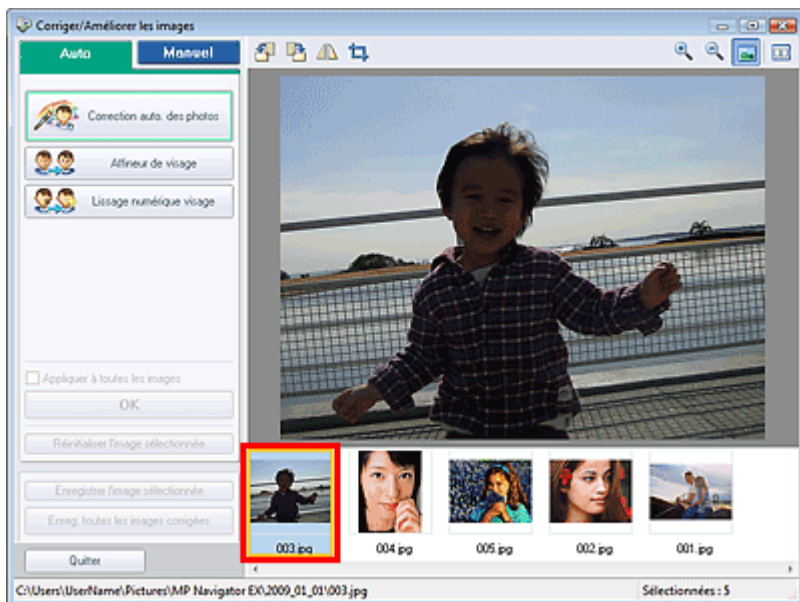 Corriger/Améliorer les images
Auto
Manuel
Correction auto. des photos
Affineur de visage
Lissage numérique visage
Appliquer à toutes les images
OK
Réinitialiser l'image sélectionnée
Enregistrer l'image sélectionnée
Enreg. toutes les images corrigées
Quitter
003.jpg
004.jpg
005.jpg
002.jpg
001.jpg
C:\Users\UserName\Pictures\MP Navigator EX\2009_01_01\003.jpg
Sélectionnées : 5